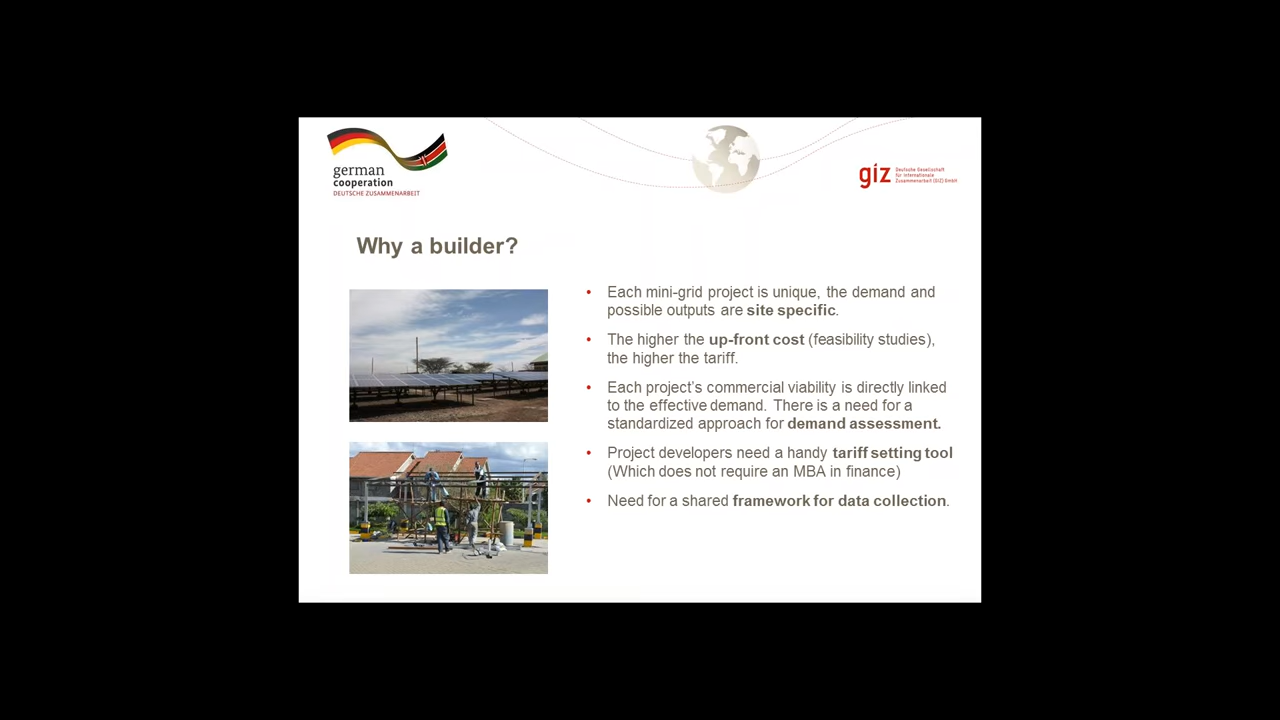 german
cooperation
DEUTSCHE ZUSAMMENARBEIT
giz
Deutsche Gesellschaft
für Internationale
Zusammenarbeit (GIZ) GmbH
Why a builder?
• Each mini-grid project is unique, the demand and
possible outputs are site specific.
• The higher the up-front cost (feasibility studies),
the higher the tariff.
• Each project's commercial viability is directly linked
to the effective demand. There is a need for a
standardized approach for demand assessment.
• Project developers need a handy tariff setting tool
(Which does not require an MBA in finance)
• Need for a shared framework for data collection.